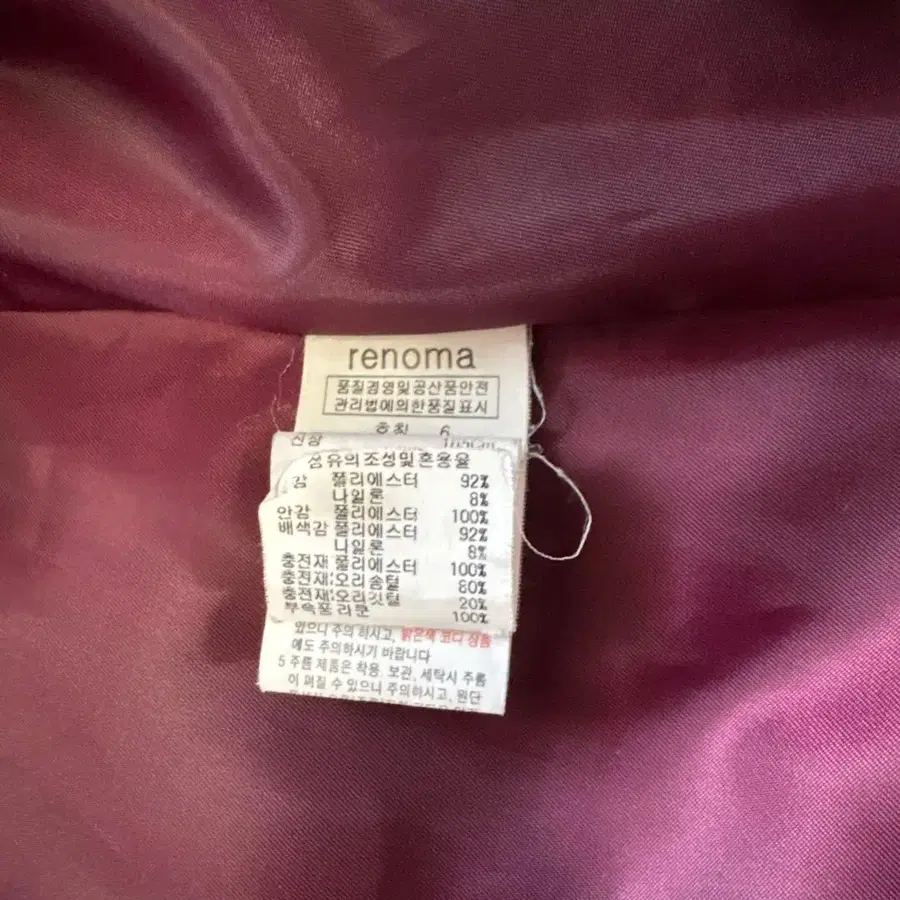 renoma
품질경영및공산품안전
관리법에의한품질표시
호칭 6
신장 165cm
섬유의조성및혼용율
겉감 폴리에스터 92%
나일론 8%
안감 폴리에스터 100%
배색감 폴리에스터 92%
나일론 8%
충전재 폴리에스터 100%
충전재 오리솜털 80%
충전재 오리깃털 20%
부속품 라쿤 100%
있으니 주의 하시고, 밝은색 코디 상품
에도 주의하시기 바랍니다
5 주름 제품은 착용, 보관, 세탁시 주름
이 펴질 수 있으니 주의하시고, 원단